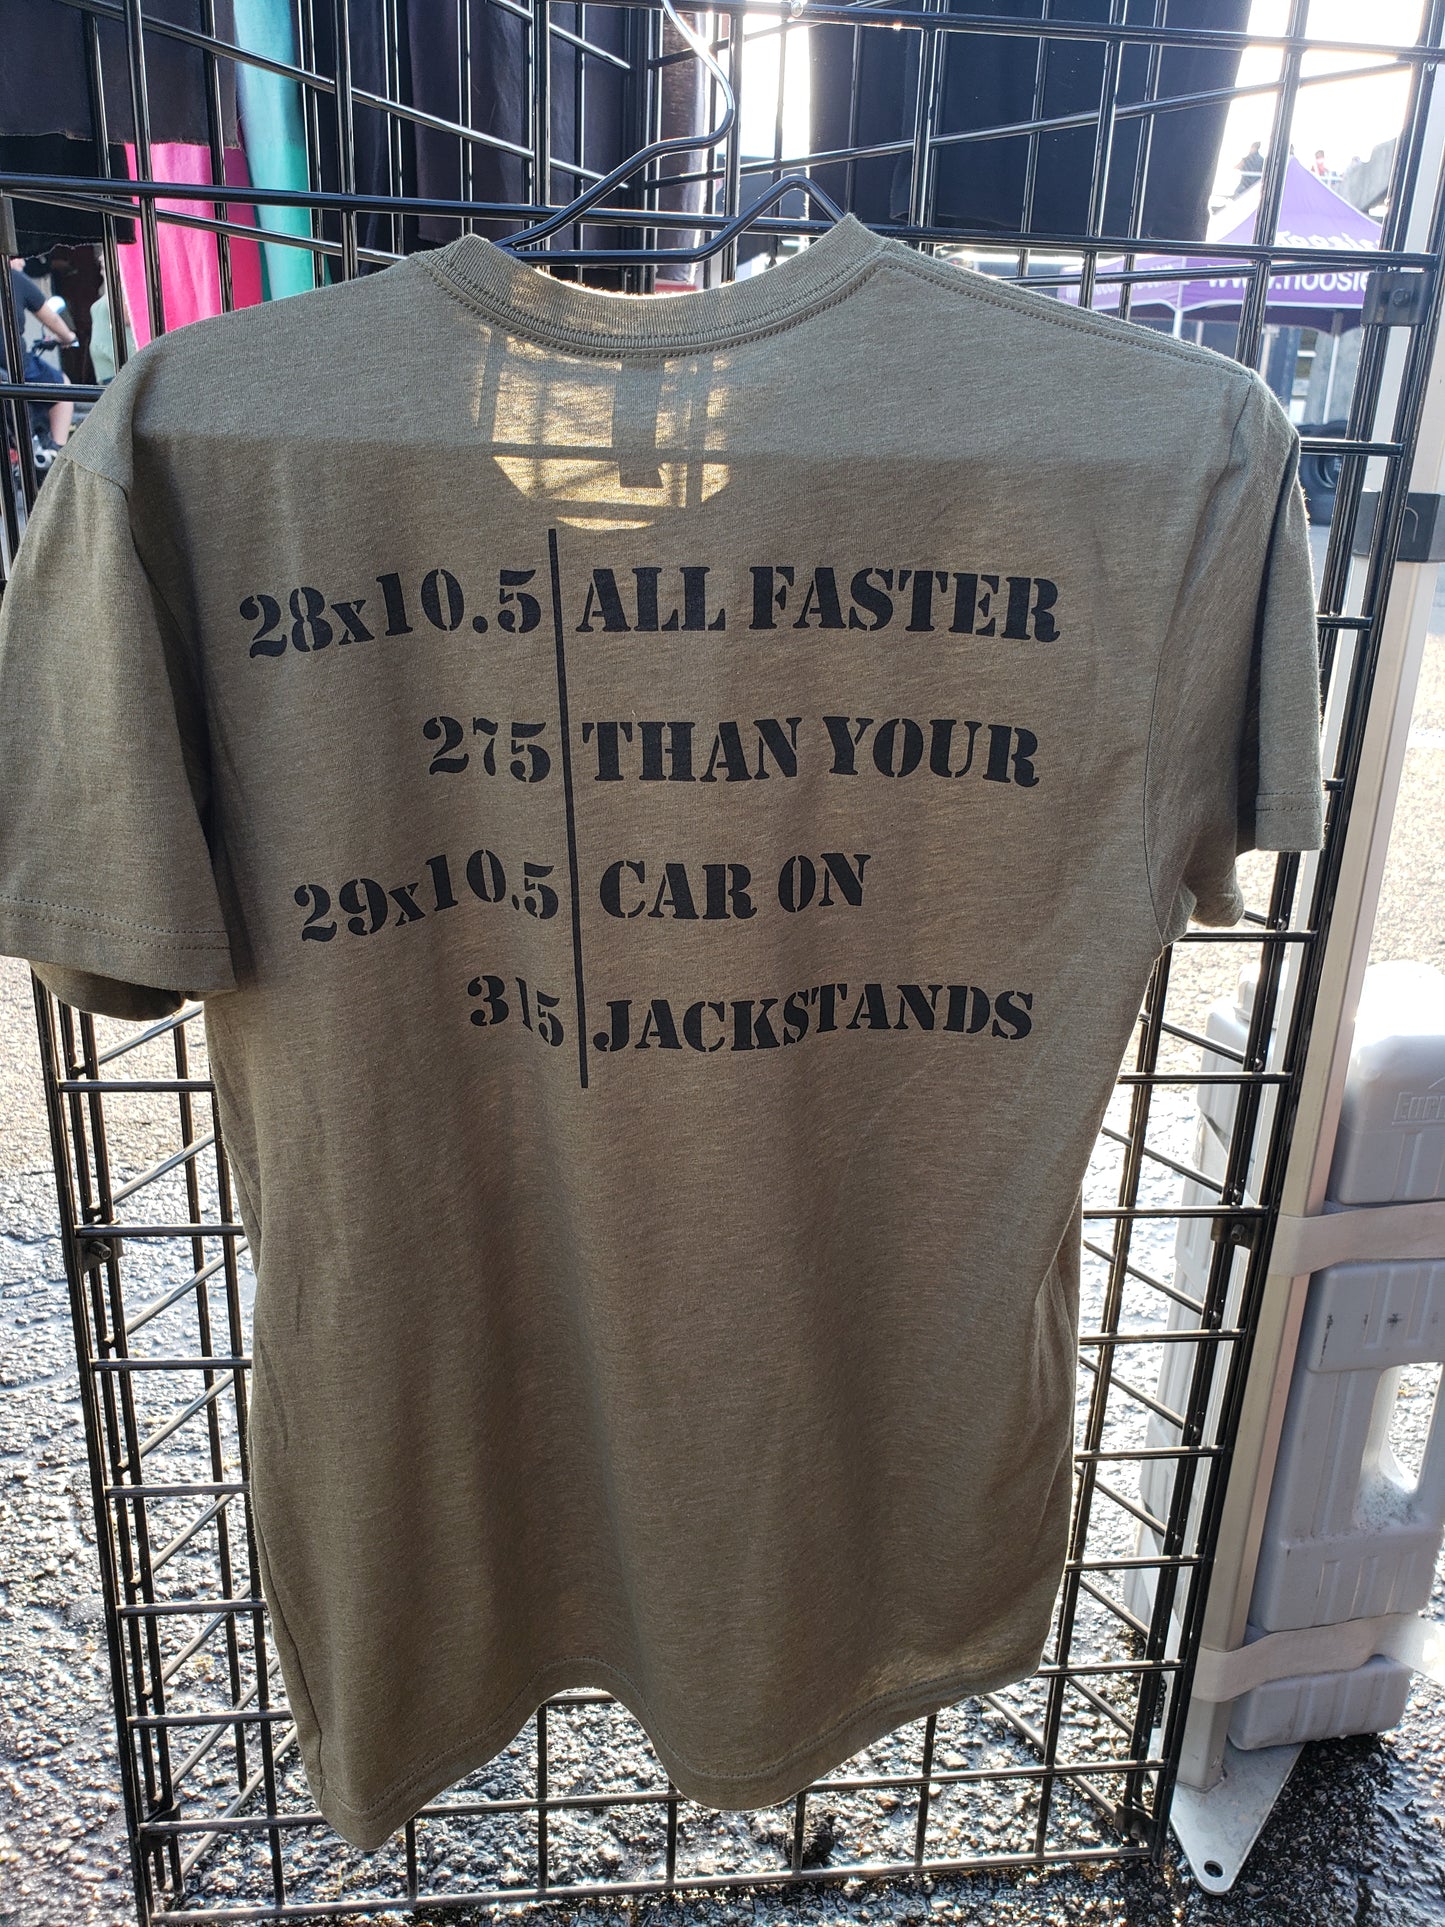 28x10.5 ALL FASTER
275 THAN YOUR
29x10.5 CAR ON
315 JACKSTANDS